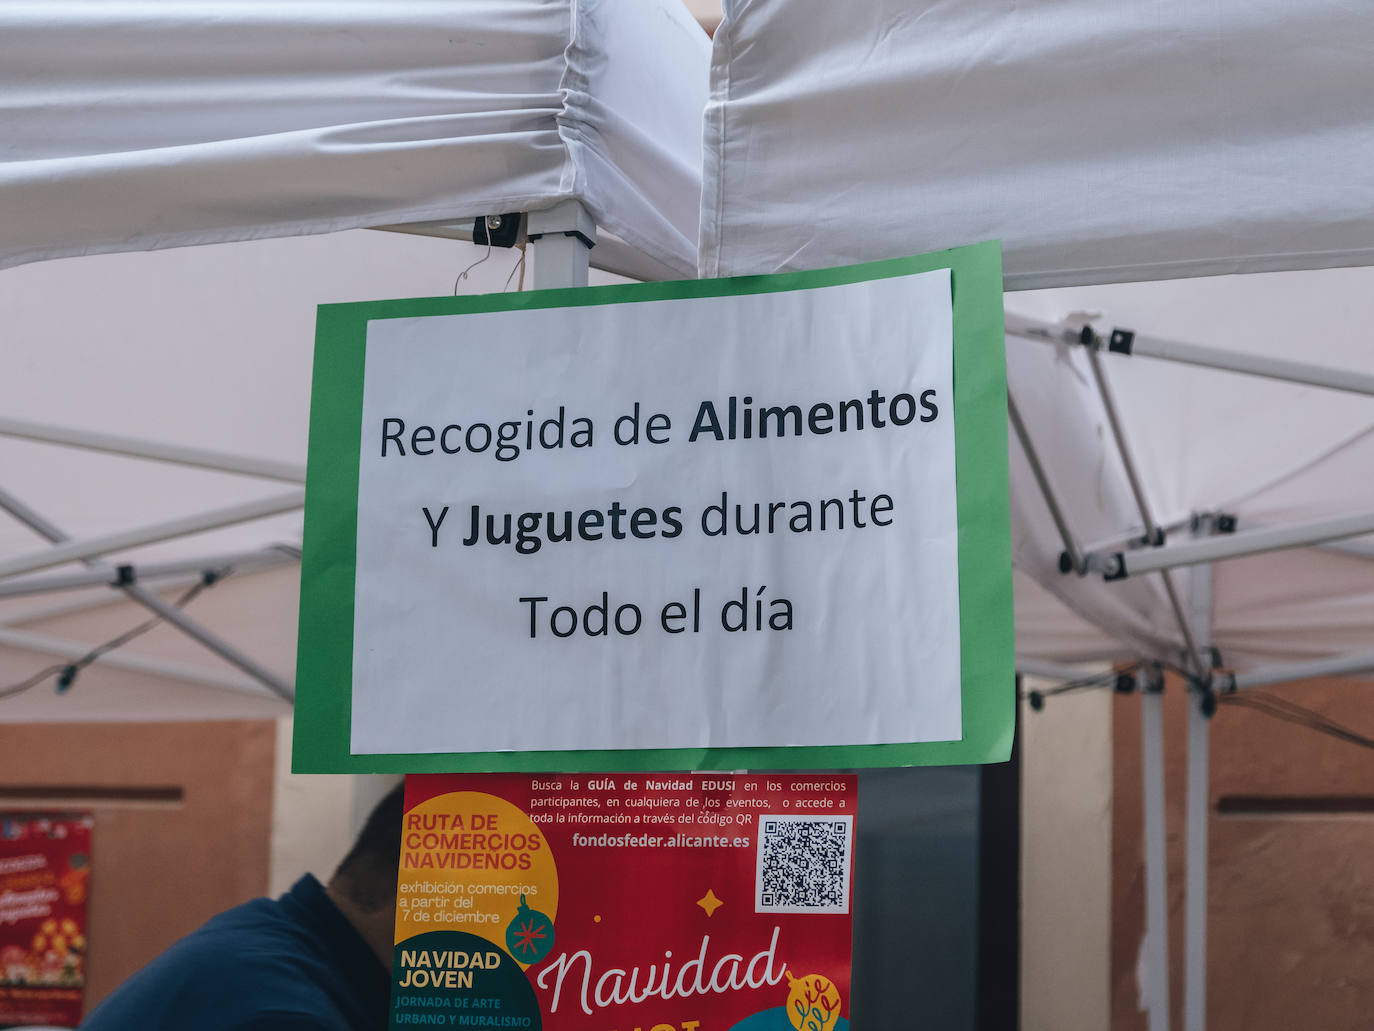 Recogida de Alimentos
Y Juguetes durante
Todo el día
Busca la GUÍA de Navidad EDUSI en los comercios
participantes, en cualquiera de los eventos, o accede a
toda la información a través del código QR
fondosfeder.alicante.es
RUTA DE
COMERCIOS
NAVIDENOS
exhibición comercios
a partir del
7 de diciembre
NAVIDAD
JOVEN
JORNADA DE ARTE
URBANO Y MURALISMO
Navidad